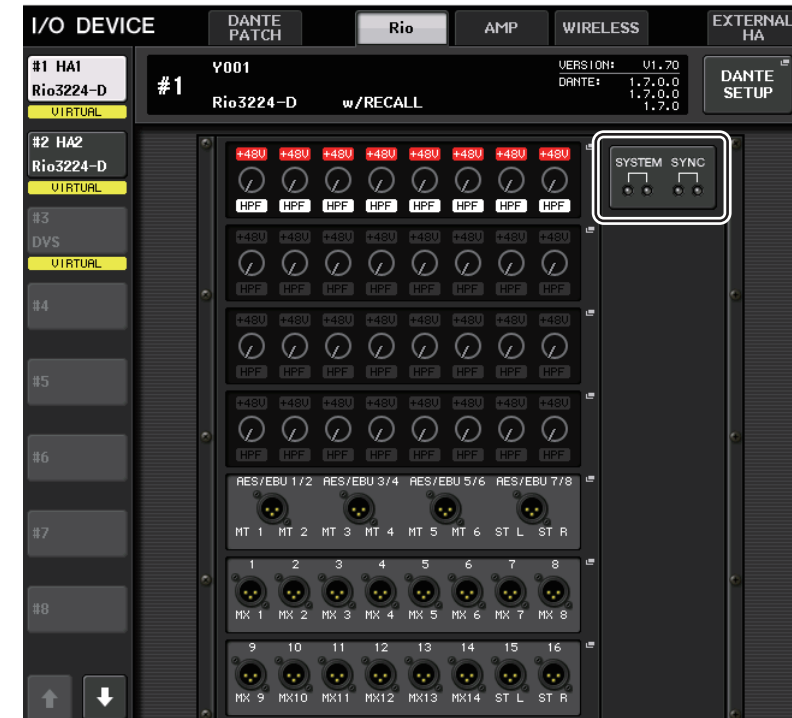 I/O DEVICE
DANTE PATCH
Rio
AMP
WIRELESS
EXTERNAL HA
#1 HA1
Rio3224-D
VIRTUAL
#2 HA2
Rio3224-D
VIRTUAL
#3
DVS
VIRTUAL
#4
#5
#6
#7
#8
#1
Y001
Rio3224-D w/RECALL
VERSION: V1.70
DANTE: 1.7.0.0
1.7.0.0
1.7.0
DANTE SETUP
+48V +48V +48V +48V +48V +48V +48V +48V
HPF HPF HPF HPF HPF HPF HPF HPF
+48V +48V +48V +48V +48V +48V +48V +48V
HPF HPF HPF HPF HPF HPF HPF HPF
+48V +48V +48V +48V +48V +48V +48V +48V
HPF HPF HPF HPF HPF HPF HPF HPF
+48V +48V +48V +48V +48V +48V +48V +48V
HPF HPF HPF HPF HPF HPF HPF HPF
AES/EBU 1/2 AES/EBU 3/4 AES/EBU 5/6 AES/EBU 7/8
MT 1 MT 2 MT 3 MT 4 MT 5 MT 6 ST L ST R
1 2 3 4 5 6 7 8
MX 1 MX 2 MX 3 MX 4 MX 5 MX 6 MX 7 MX 8
9 10 11 12 13 14 15 16
MX 9 MX10 MX11 MX12 MX13 MX14 ST L ST R
SYSTEM SYNC